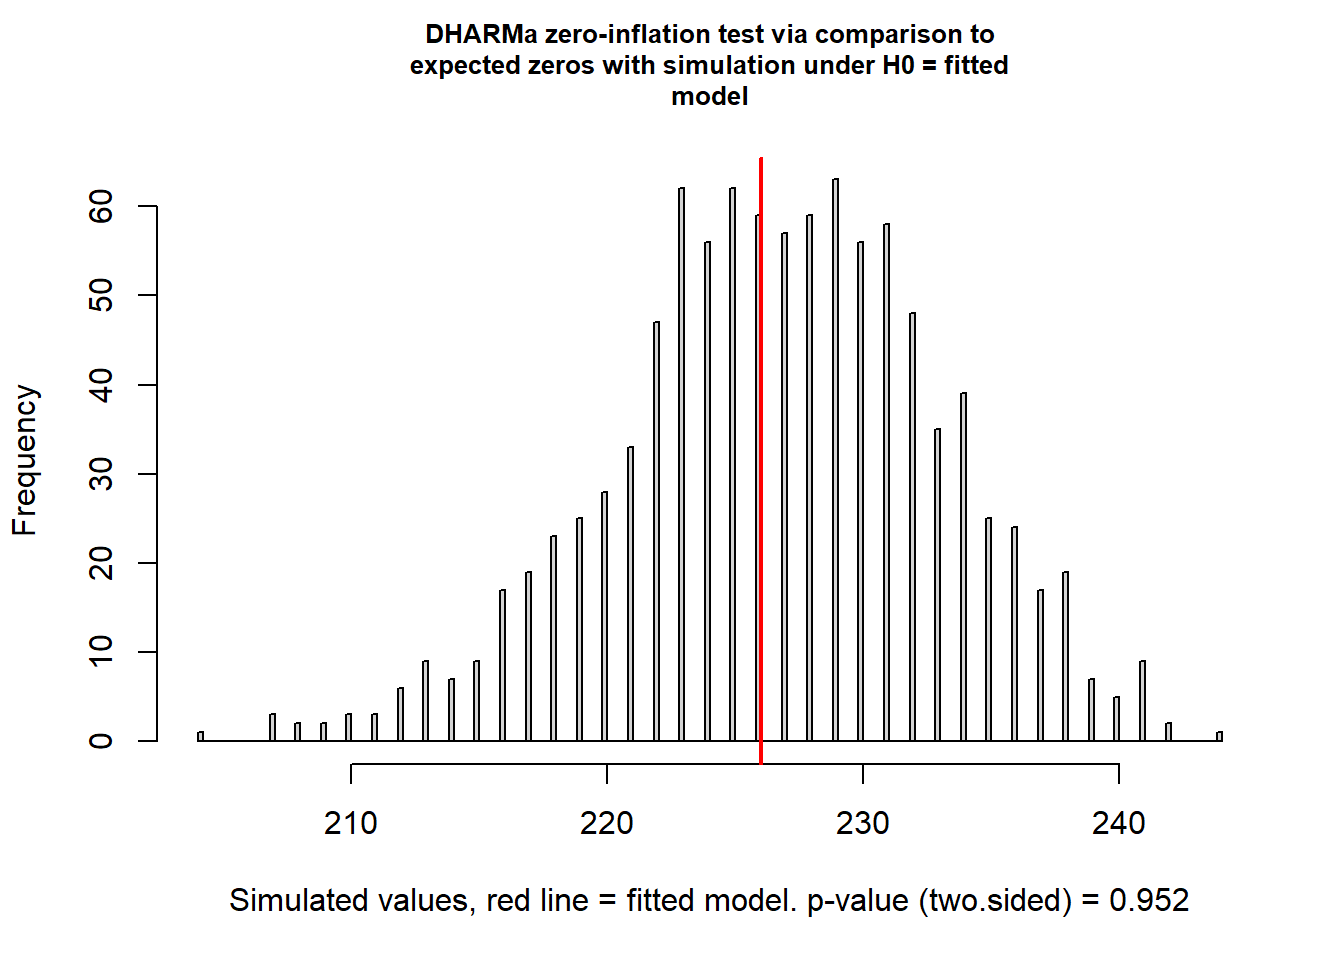 DHARMa zero-inflation test via comparison to
expected zeros with simulation under H0 = fitted
model
Frequency
60
50
40
30
20
10
0
210 220 230 240
Simulated values, red line = fitted model. p-value (two.sided) = 0.952